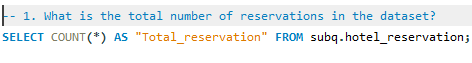 -- 1. What is the total number of reservations in the dataset?
SELECT COUNT(*) AS "Total_reservation" FROM subq.hotel_reservation;